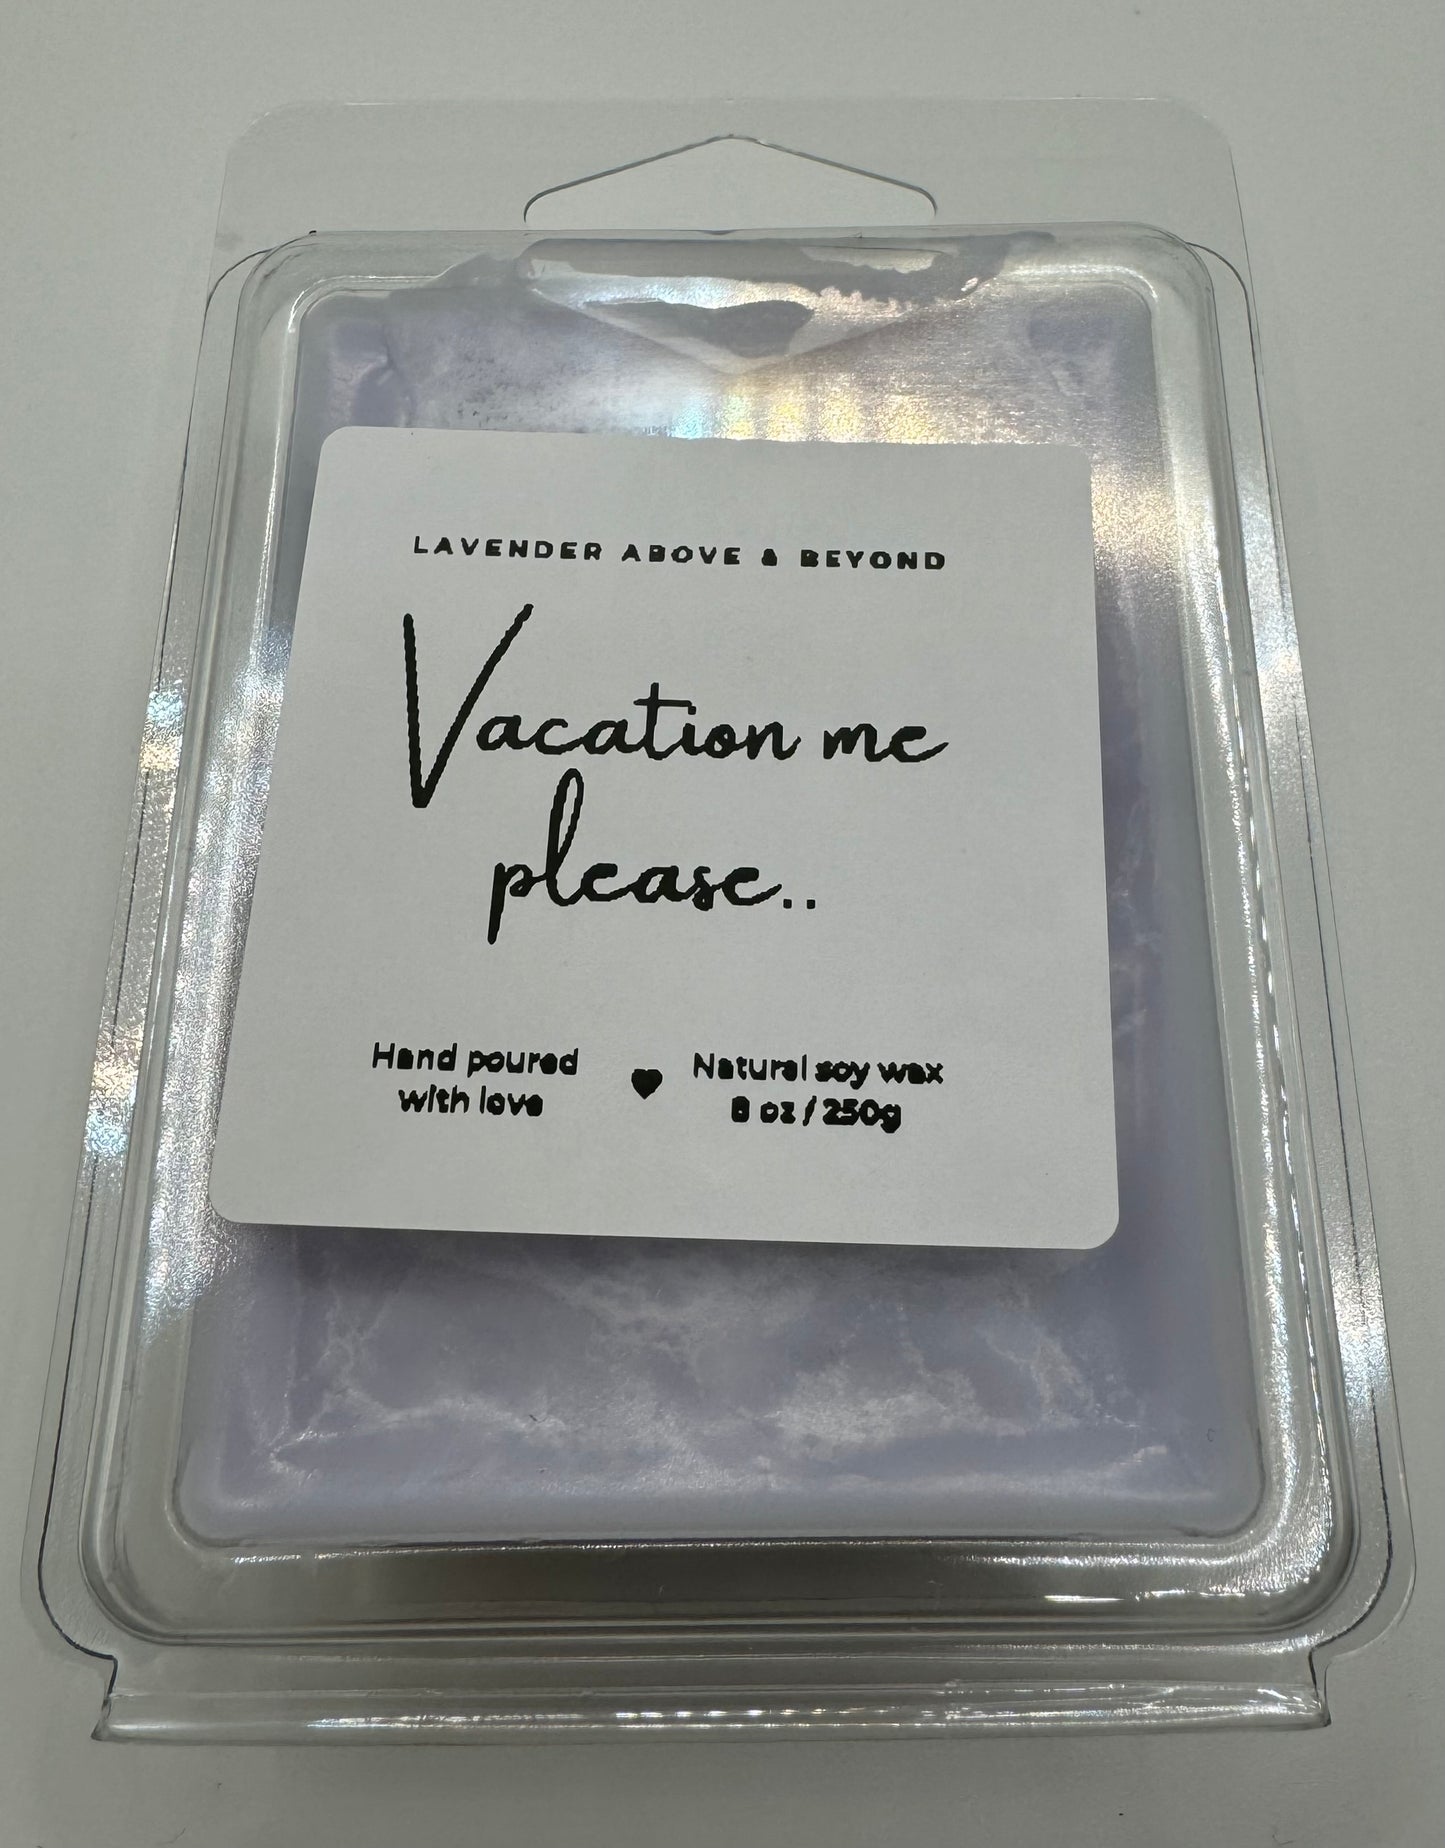 LAVENDER ABOVE & BEYOND
Vacation me
please..
Hand poured
with love
Natural soy wax
8 oz / 250g